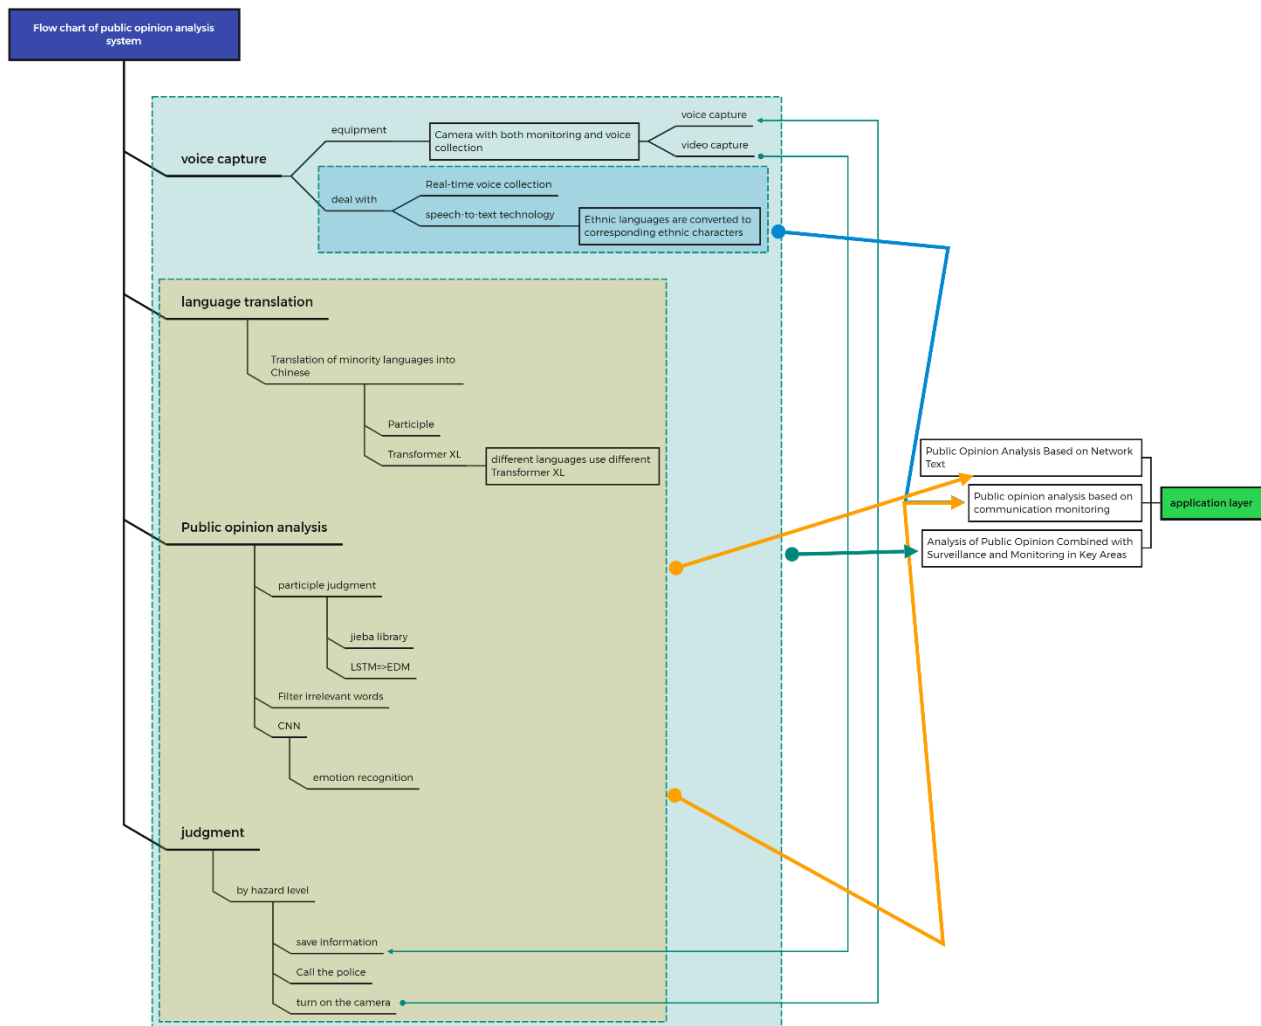 Flow chart of public opinion analysis
system
voice capture
equipment
Camera with both monitoring and voice
collection
voice capture
video capture
deal with
Real-time voice collection
speech-to-text technology
Ethnic languages are converted to
corresponding ethnic characters
language translation
Translation of minority languages into
Chinese
Participle
Transformer XL
different languages use different
Transformer XL
Public opinion analysis
participle judgment
jieba library
LSTM=>EDM
Filter irrelevant words
CNN
emotion recognition
judgment
by hazard level
save information
Call the police
turn on the camera
Public Opinion Analysis Based on Network
Text
Public opinion analysis based on
communication monitoring
Analysis of Public Opinion Combined with
Surveillance and Monitoring in Key Areas
application layer